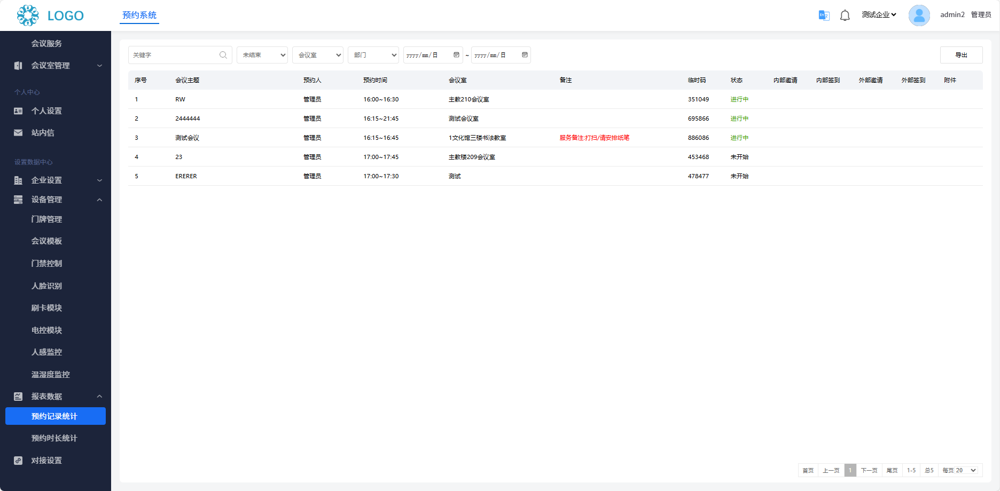 LOGO
预约系统
测试企业
admin2 管理员
会议服务
会议室管理
个人中心
个人设置
站内信
设置数据中心
企业设置
设备管理
门牌管理
会议模板
门禁控制
人脸识别
刷卡模块
电控模块
人感监控
温湿度监控
报表数据
预约记录统计
预约时长统计
对接设置
关键字 未结束 会议室 部门 yyyy/mm/日 ~ yyyy/mm/日 导出
序号 会议主题 预约人 预约时间 会议室 备注 临时码 状态 内部邀请 内部签到 外部邀请 外部签到 附件
1 RW 管理员 16:00~16:30 主教210会议室 351049 进行中
2 2444444 管理员 16:15~21:45 测试会议室 695866 进行中
3 测试会议 管理员 16:15~16:45 1文化馆三楼书法教室 服务备注:打扫/请安排纸笔 886086 进行中
4 23 管理员 17:00~17:45 主教楼209会议室 453468 未开始
5 ERERER 管理员 17:00~17:30 测试 478477 未开始
首页 上一页 1 下一页 尾页 1-5 总5 每页 20